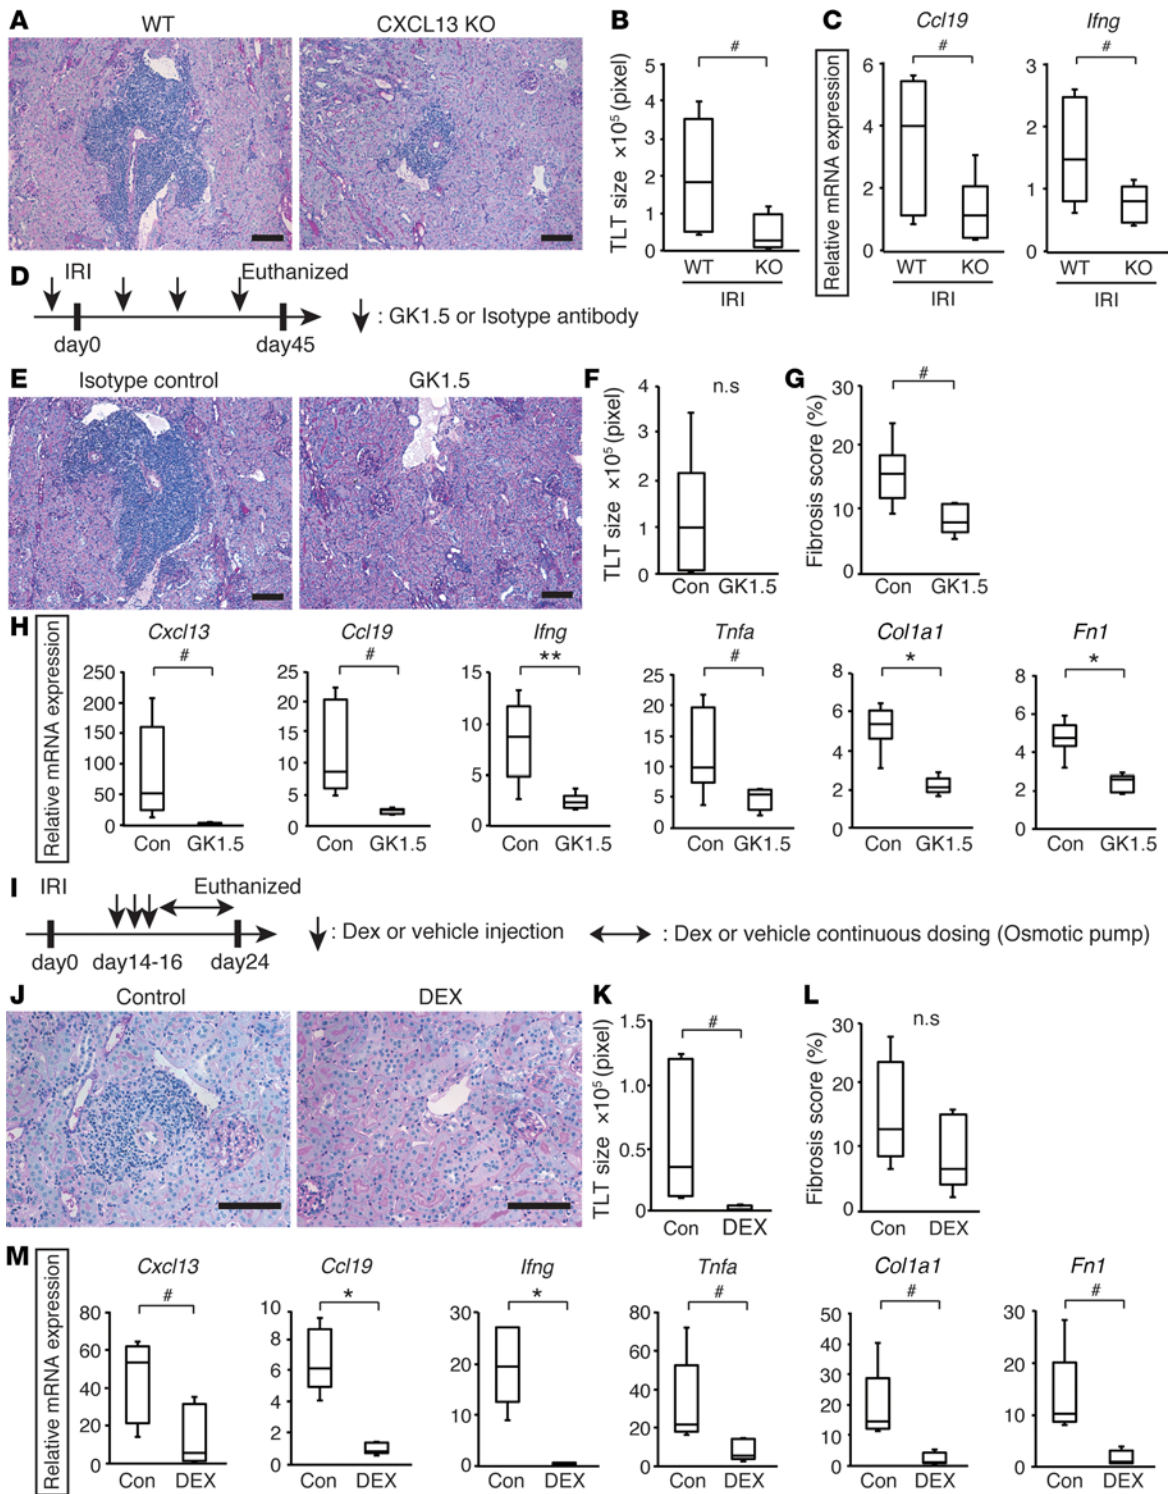 A WT CXCL13 KO
B
#
TLT size ×10⁵ (pixel)
5
4
3
2
1
0
WT KO
IRI
C
Relative mRNA expression
Ccl19
#
6
4
2
0
WT KO
IRI
Ifng
#
3
2
1
0
WT KO
IRI
D IRI Euthanized
day0 day45
: GK1.5 or Isotype antibody
E Isotype control GK1.5
F
n.s
TLT size ×10⁵ (pixel)
4
3
2
1
0
Con GK1.5
G
#
Fibrosis score (%)
30
20
10
0
Con GK1.5
H
Relative mRNA expression
Cxcl13
#
250
200
150
100
50
0
Con GK1.5
Ccl19
#
25
20
15
10
5
0
Con GK1.5
Ifng
**
15
10
5
0
Con GK1.5
Tnfa
#
25
20
15
10
5
0
Con GK1.5
Col1a1
*
8
6
4
2
0
Con GK1.5
Fn1
*
8
6
4
2
0
Con GK1.5
I IRI Euthanized
day0 day14-16 day24
: Dex or vehicle injection
: Dex or vehicle continuous dosing (Osmotic pump)
J Control DEX
K
#
TLT size ×10⁵ (pixel)
1.5
1.0
0.5
0
Con DEX
L
n.s
Fibrosis score (%)
30
20
10
0
Con DEX
M
Relative mRNA expression
Cxcl13
#
80
60
40
20
0
Con DEX
Ccl19
*
10
8
6
4
2
0
Con DEX
Ifng
*
30
20
10
0
Con DEX
Tnfa
#
80
60
40
20
0
Con DEX
Col1a1
#
50
40
30
20
10
0
Con DEX
Fn1
#
30
20
10
0
Con DEX